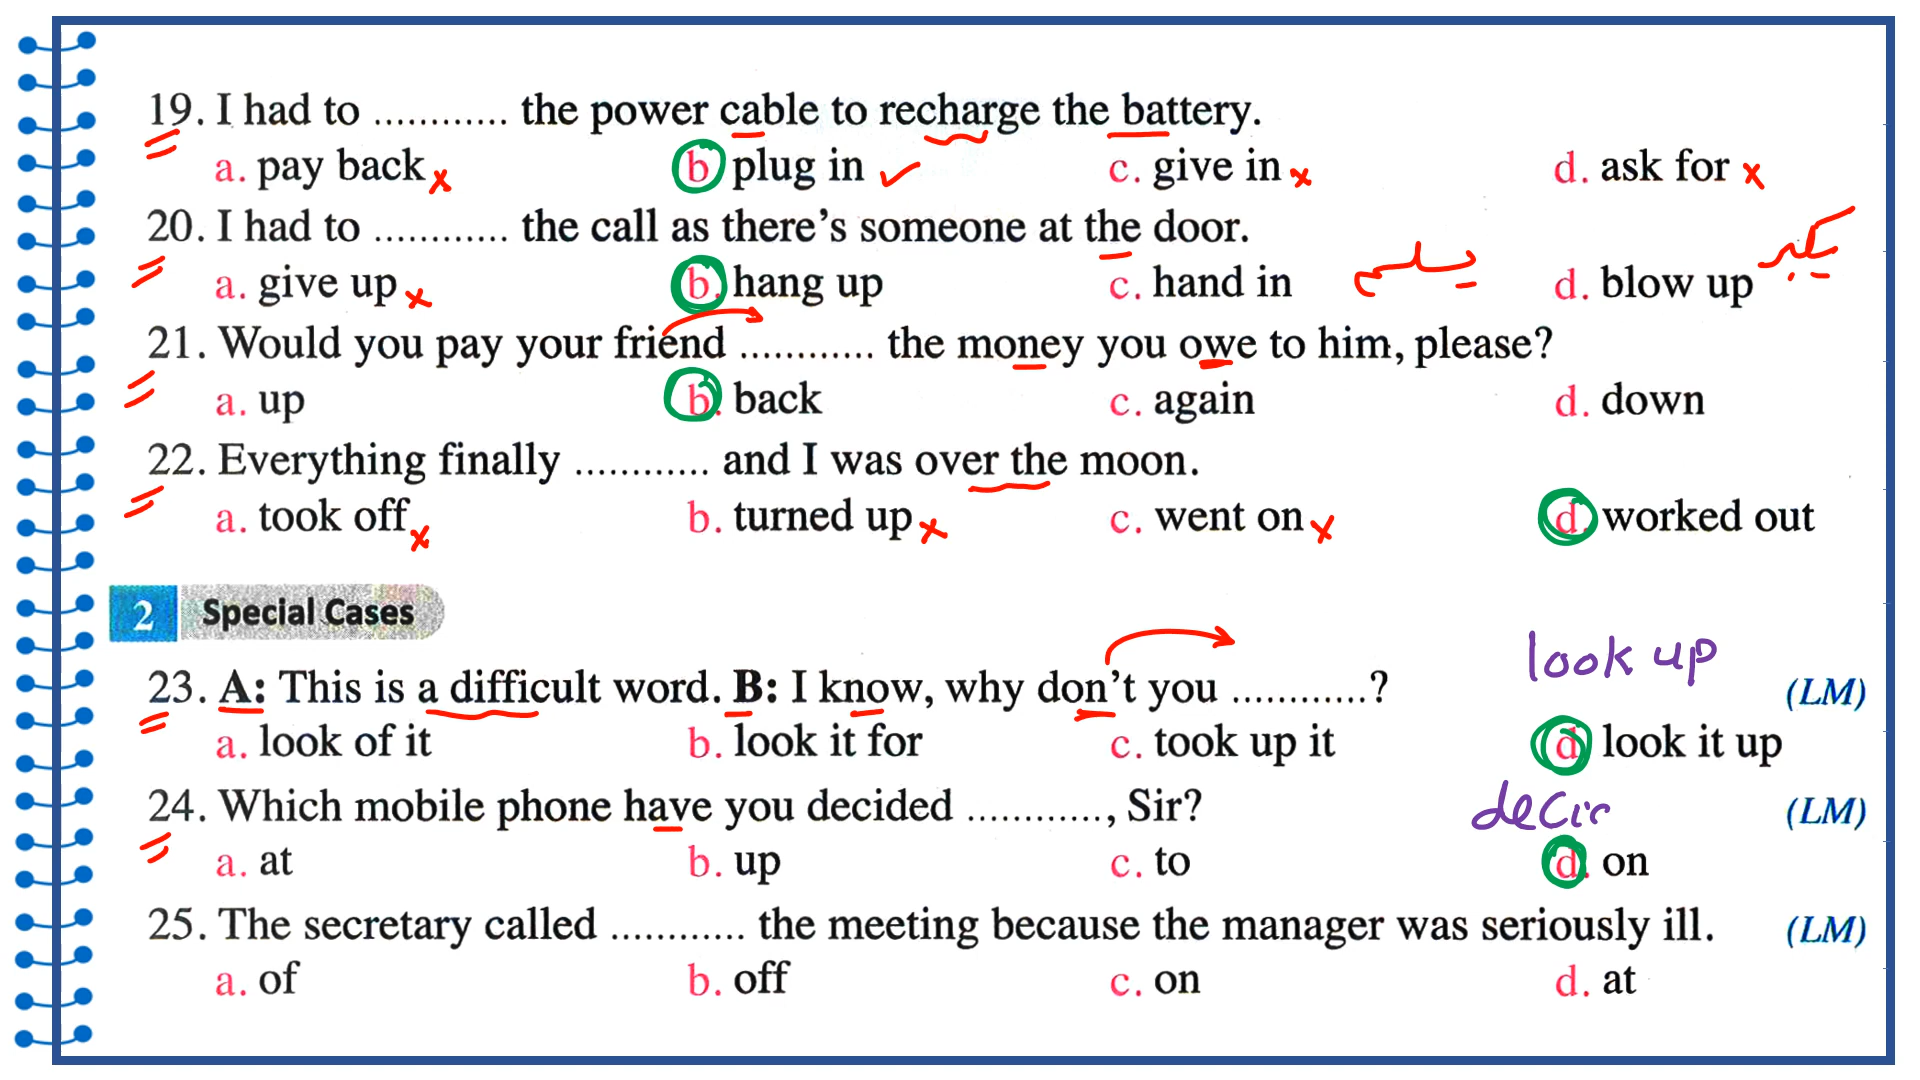 19. I had to ............ the power cable to recharge the battery.
a. pay back x b plug in ✓ c. give in x d. ask for x
20. I had to ............ the call as there's someone at the door.
a. give up x b. hang up c. hand in d. blow up
21. Would you pay your friend ............ the money you owe to him, please?
a. up b. back c. again d. down
22. Everything finally ............ and I was over the moon.
a. took off x b. turned up x c. went on x d. worked out
2 Special Cases
look up
23. A: This is a difficult word. B: I know, why don't you ............? (LM)
a. look of it b. look it for c. took up it d look it up
24. Which mobile phone have you decided ............, Sir? (LM)
a. at b. up c. to d. on
25. The secretary called ............ the meeting because the manager was seriously ill. (LM)
a. of b. off c. on d. at